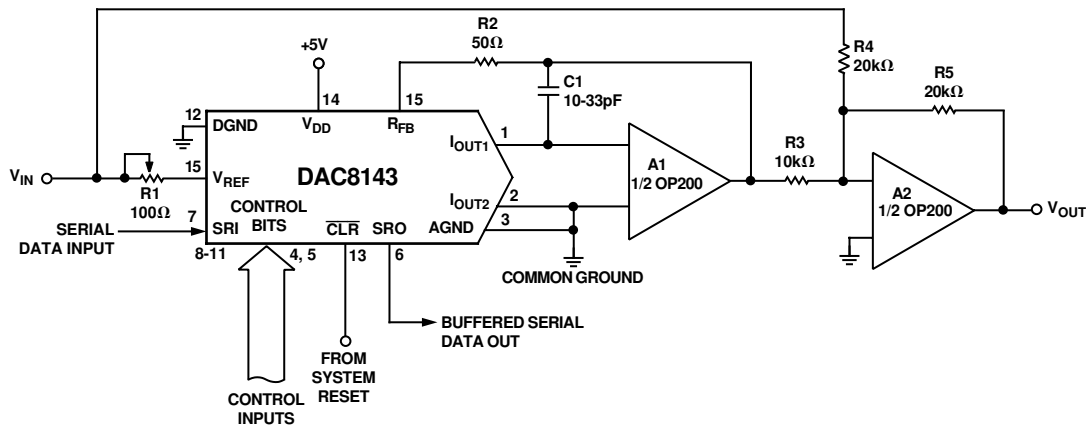 R2
50Ω
R4
20kΩ
+5V
C1
10-33pF
R5
20kΩ
14
15
12
DGND
VDD
RFB
IOUT1
1
A1
1/2 OP200
R3
10kΩ
VIN
15
VREF
DAC8143
R1
100Ω
IOUT2
2
A2
1/2 OP200
VOUT
CONTROL
BITS
CLR
SRO
AGND
3
SERIAL
DATA INPUT
7
SRI
8-11
4, 5
13
6
COMMON GROUND
BUFFERED SERIAL
DATA OUT
FROM
SYSTEM
RESET
CONTROL
INPUTS